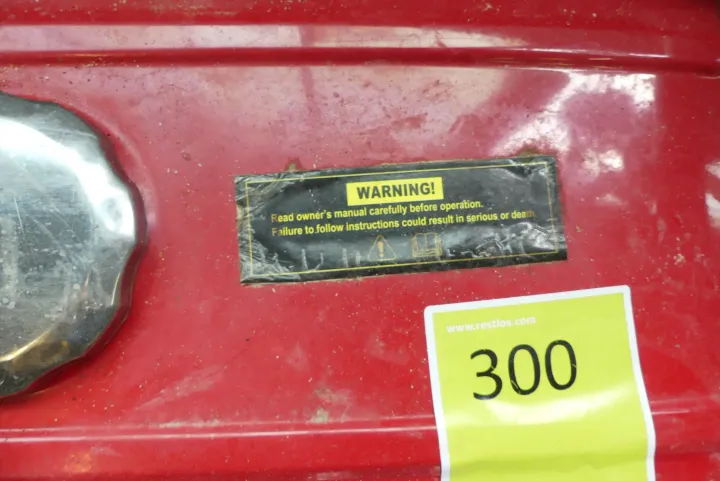 WARNING!
Read owner's manual carefully before operation.
Failure to follow instructions could result in serious or death
www.restlos.com
300